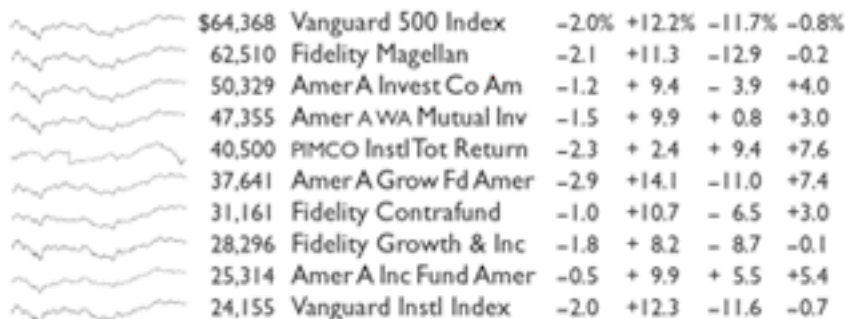 $64,368 Vanguard 500 Index −2.0% +12.2% −11.7% −0.8%
62,510 Fidelity Magellan −2.1 +11.3 −12.9 −0.2
50,329 Amer A Invest Co Am −1.2 + 9.4 − 3.9 +4.0
47,355 Amer A WA Mutual Inv −1.5 + 9.9 + 0.8 +3.0
40,500 PIMCO Instl Tot Return −2.3 + 2.4 + 9.4 +7.6
37,641 Amer A Grow Fd Amer −2.9 +14.1 −11.0 +7.4
31,161 Fidelity Contrafund −1.0 +10.7 − 6.5 +3.0
28,296 Fidelity Growth & Inc −1.8 + 8.2 − 8.7 −0.1
25,314 Amer A Inc Fund Amer −0.5 + 9.9 + 5.5 +5.4
24,155 Vanguard Instl Index −2.0 +12.3 −11.6 −0.7